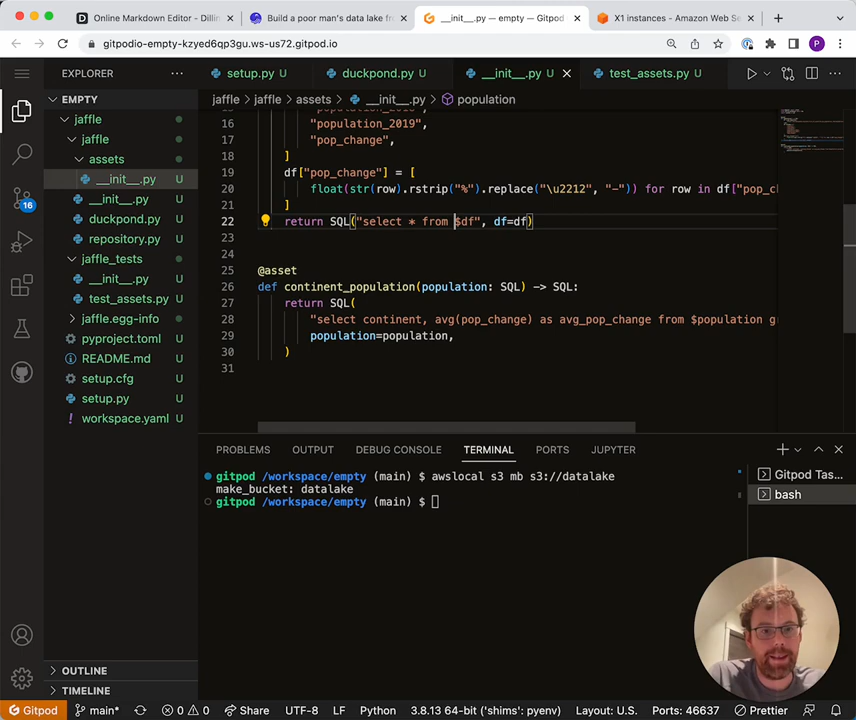 Online Markdown Editor - Dillin
Build a poor man's data lake fr
__init__.py — empty — Gitpod
X1 instances - Amazon Web Se
gitpodio-empty-kzyed6qp3gu.ws-us72.gitpod.io
P
EXPLORER
setup.py U
duckpond.py U
__init__.py U
test_assets.py U
EMPTY
jaffle
jaffle
assets
__init__.py U
__init__.py U
duckpond.py U
repository.py U
jaffle_tests
__init__.py U
test_assets.py U
jaffle.egg-info
pyproject.toml U
README.md U
setup.cfg U
setup.py U
workspace.yaml U
16
OUTLINE
TIMELINE
jaffle > jaffle > assets > __init__.py > population
16 "population_2019",
17 "pop_change",
18 ]
19 df["pop_change"] = [
20 float(str(row).rstrip("%").replace("\u2212", "-")) for row in df["pop_c
21 ]
22 return SQL("select * from $df", df=df)
23
24
25 @asset
26 def continent_population(population: SQL) -> SQL:
27 return SQL(
28 "select continent, avg(pop_change) as avg_pop_change from $population g
29 population=population,
30 )
31
PROBLEMS OUTPUT DEBUG CONSOLE TERMINAL PORTS JUPYTER
gitpod /workspace/empty (main) $ awslocal s3 mb s3://datalake
make_bucket: datalake
gitpod /workspace/empty (main) $
Gitpod Tas...
bash
Gitpod main* 0 0 Share UTF-8 LF Python 3.8.13 64-bit ('shims': pyenv) Layout: U.S. Ports: 46637 Prettier